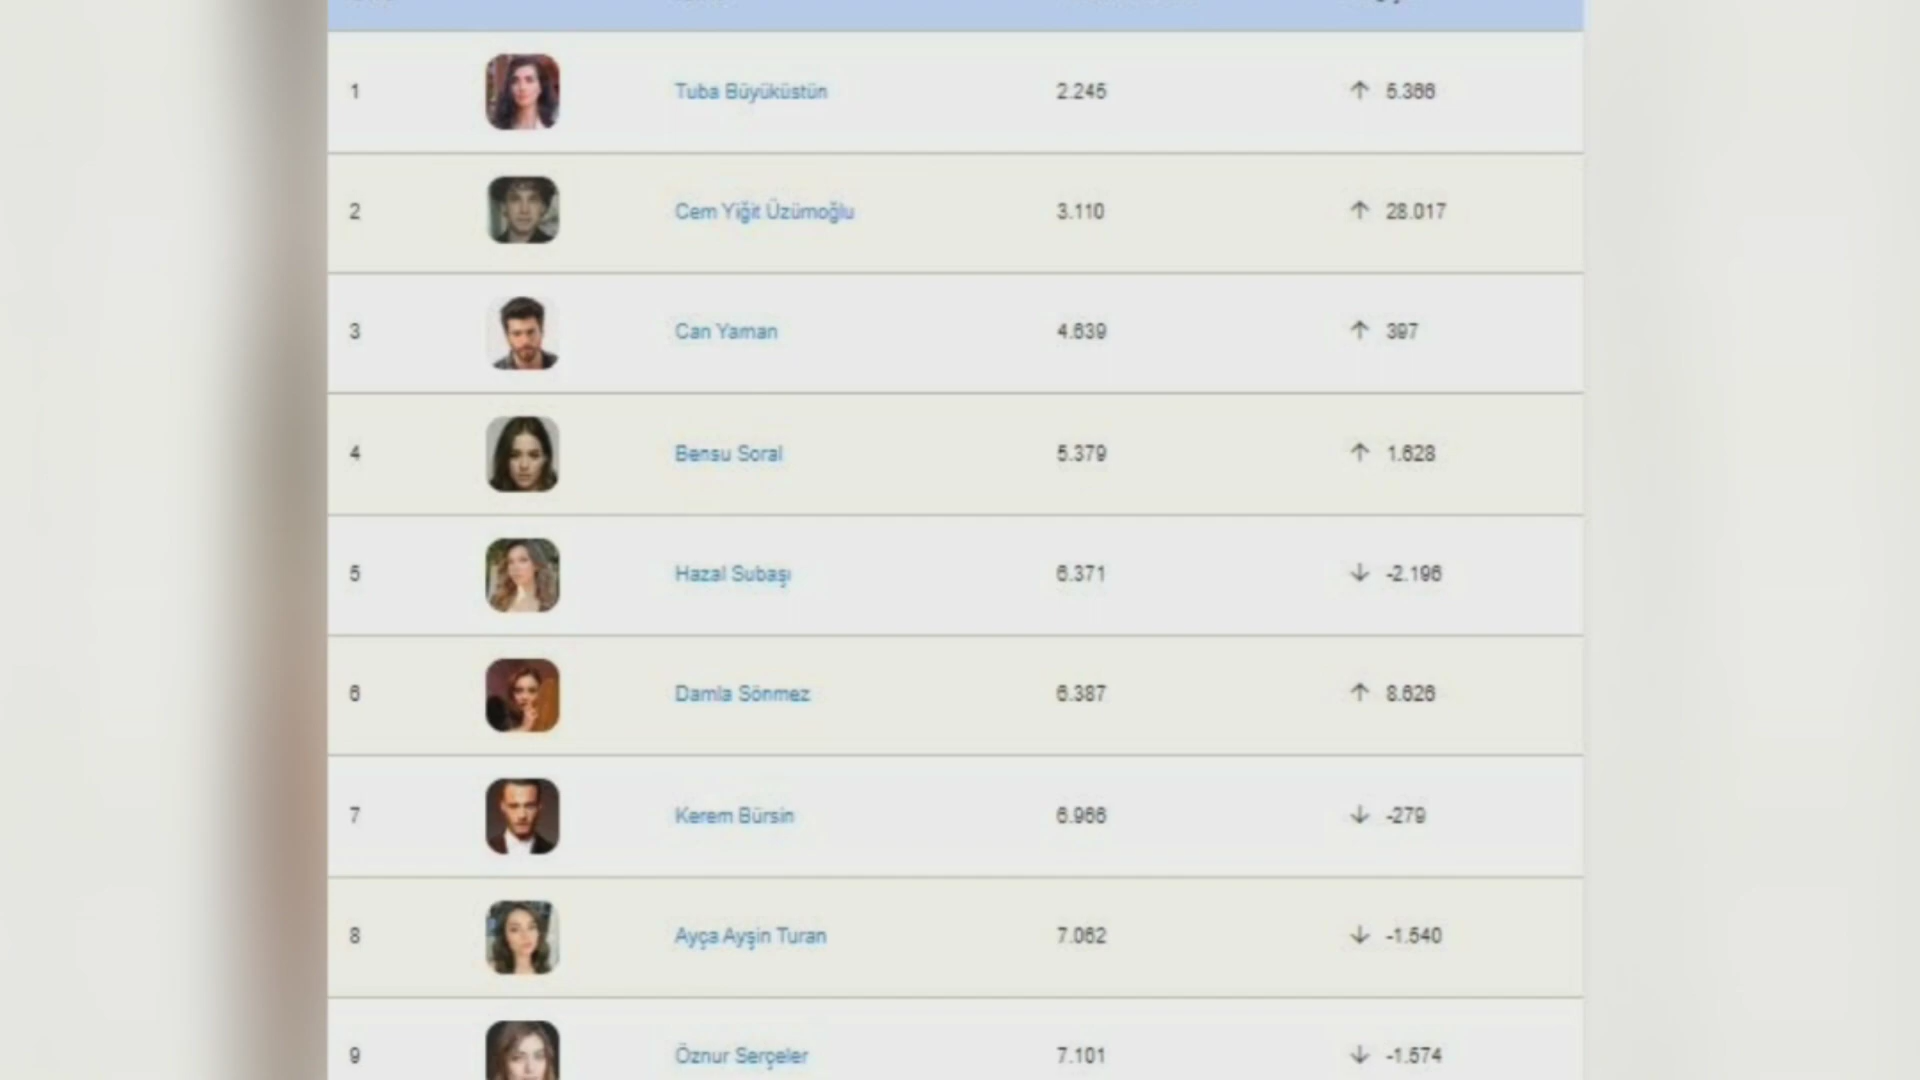 1 Tuba Büyüküstün 2.245 ↑ 5.366
2 Cem Yiğit Üzümoğlu 3.110 ↑ 28.017
3 Can Yaman 4.639 ↑ 397
4 Bensu Soral 5.379 ↑ 1.628
5 Hazal Subaşı 6.371 ↓ -2.196
6 Damla Sönmez 6.387 ↑ 8.626
7 Kerem Bürsin 6.966 ↓ -279
8 Ayça Ayşin Turan 7.062 ↓ -1.540
9 Öznur Serçeler 7.101 ↓ -1.574